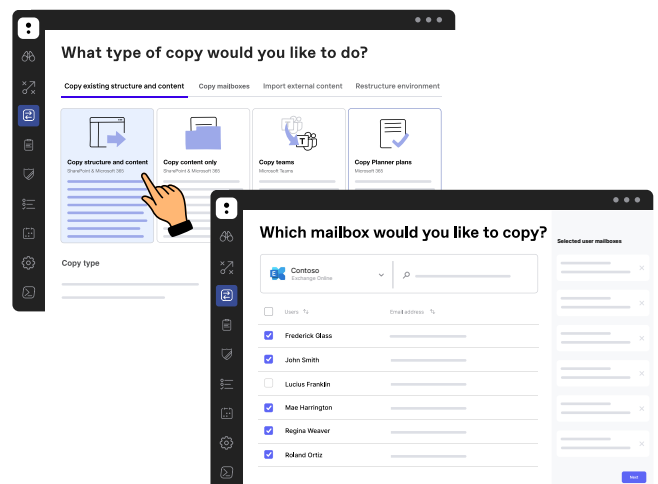 What type of copy would you like to do?
Copy existing structure and content
Copy mailboxes
Import external content
Restructure environment
Copy structure and content
SharePoint & Microsoft 365
Copy content only
SharePoint & Microsoft 365
Copy teams
Microsoft Teams
Copy Planner plans
Microsoft 365
Copy type
Which mailbox would you like to copy?
Selected user mailboxes
Contoso
Exchange Online
Users
Email address
Frederick Glass
John Smith
Lucius Franklin
Mae Harrington
Regina Weaver
Roland Ortiz
Next